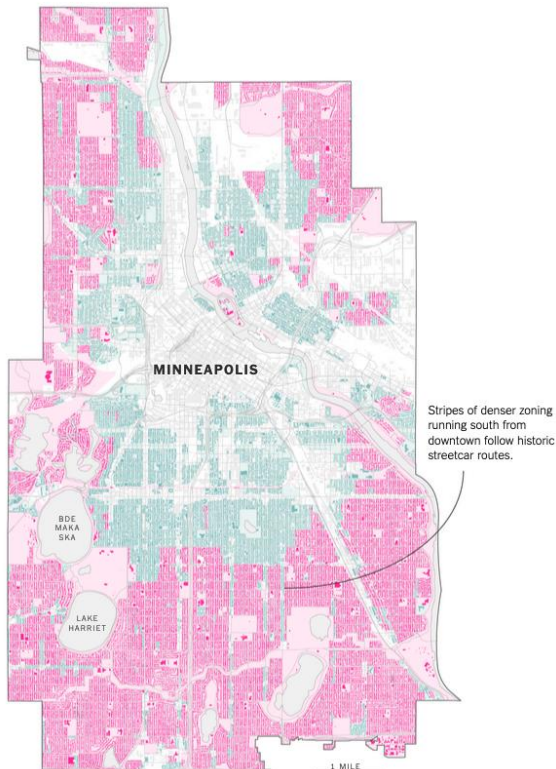 MINNEAPOLIS
Stripes of denser zoning
running south from
downtown follow historic
streetcar routes.
BDE
MAKA
SKA
LAKE
HARRIET
1 MILE